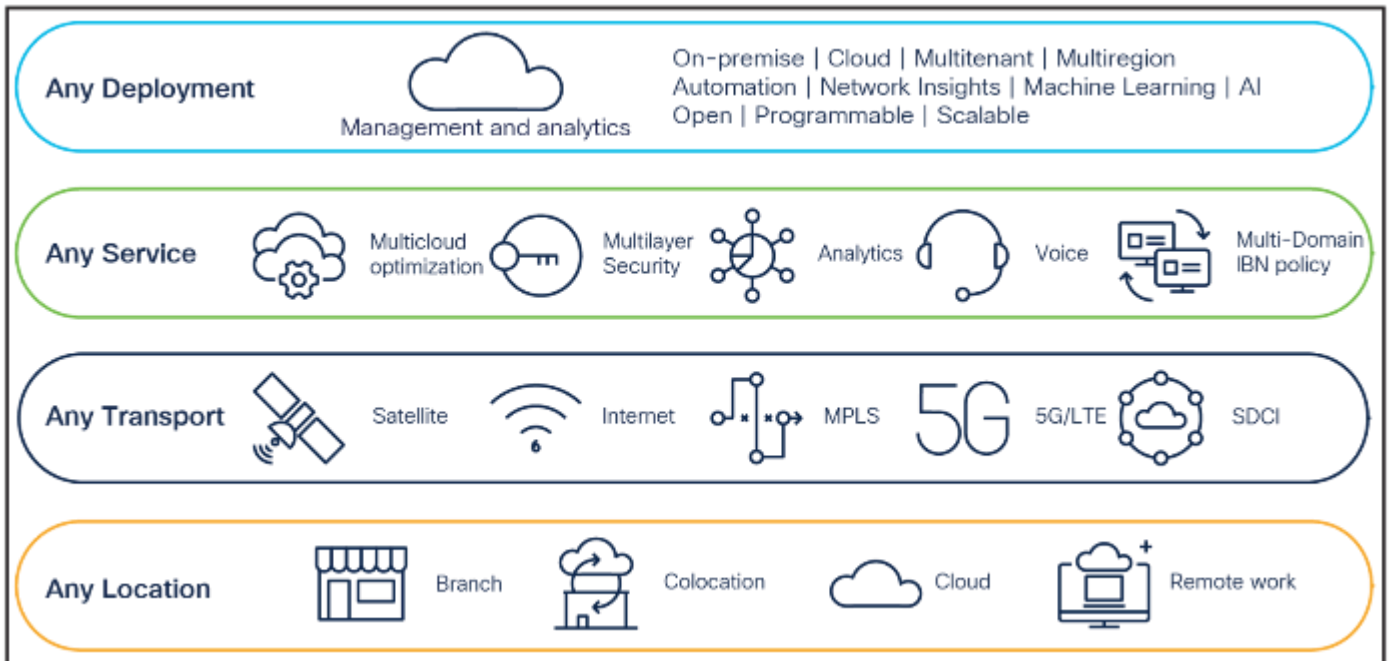 Any Deployment
Management and analytics
On-premise | Cloud | Multitenant | Multiregion
Automation | Network Insights | Machine Learning | AI
Open | Programmable | Scalable
Any Service
Multicloud
optimization
Multilayer
Security
Analytics
Voice
Multi-Domain
IBN policy
Any Transport
Satellite
6
Internet
MPLS
5G
5G/LTE
SDCI
Any Location
Branch
Colocation
Cloud
Remote work